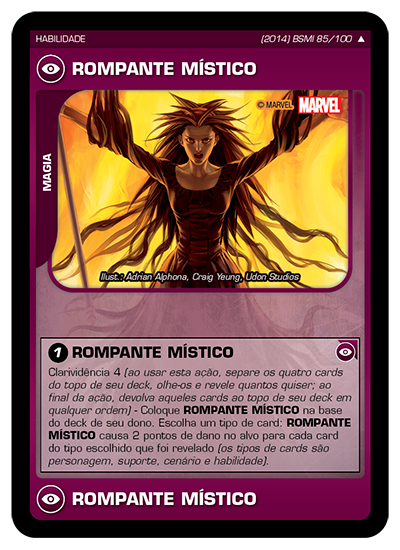 HABILIDADE (2014) BSMI 85/100 ▲
ROMPANTE MÍSTICO
© MARVEL MARVEL
MAGIA
Ilust.: Adrian Alphona, Craig Yeung, Udon Studios
1 ROMPANTE MÍSTICO
Clarividência 4 (ao usar esta ação, separe os quatro cards
do topo de seu deck, olhe-os e revele quantos quiser; ao
final da ação, devolva aqueles cards ao topo de seu deck em
qualquer ordem) - Coloque ROMPANTE MÍSTICO na base
do deck de seu dono. Escolha um tipo de card: ROMPANTE
MÍSTICO causa 2 pontos de dano no alvo para cada card
do tipo escolhido que foi revelado (os tipos de cards são
personagem, suporte, cenário e habilidade).
ROMPANTE MÍSTICO